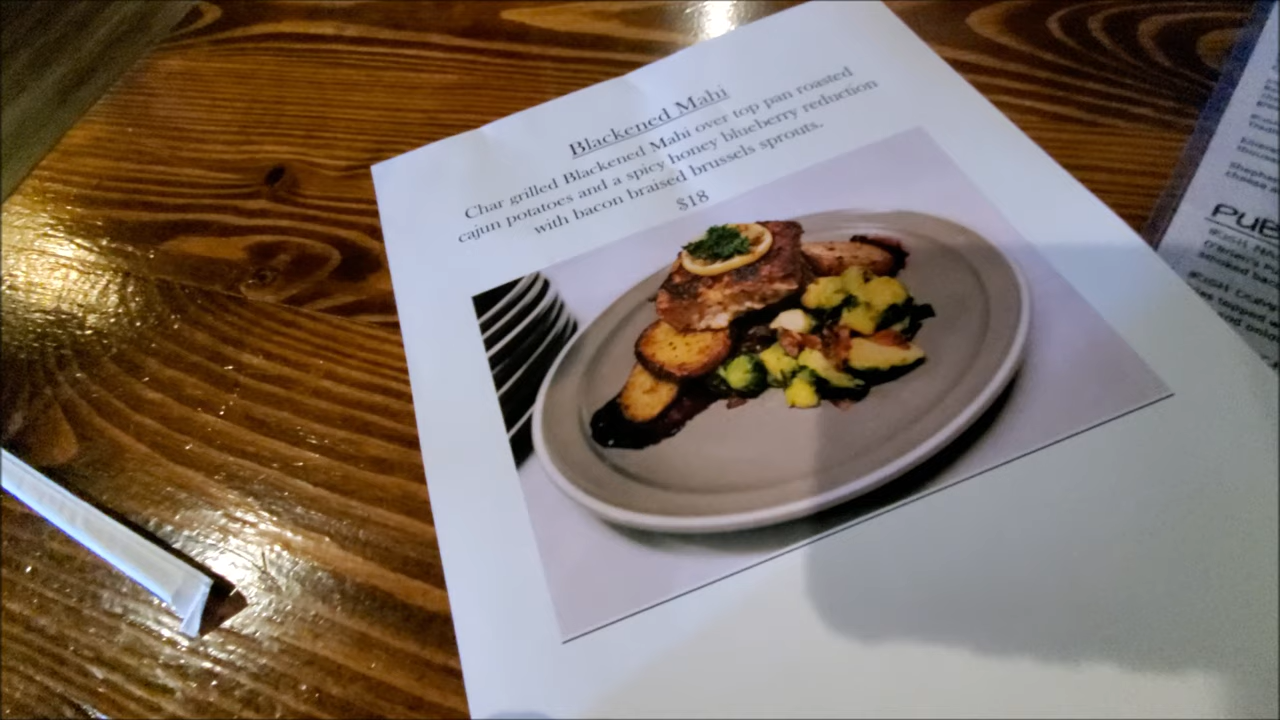 Blackened Mahi
Char grilled Blackened Mahi over top pan roasted
cajun potatoes and a spicy honey blueberry reduction
with bacon braised brussels sprouts.
$18
PUB